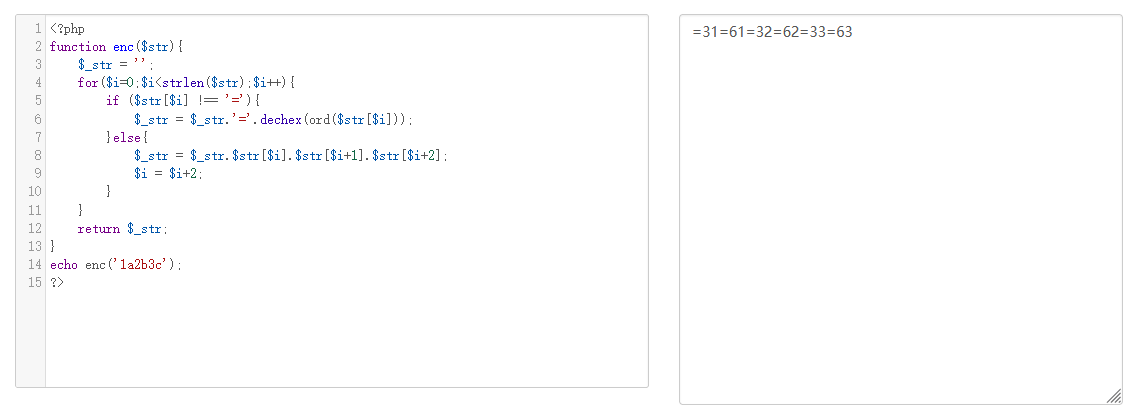 1 <?php
2 function enc($str){
3     $_str = '';
4     for($i=0;$i<strlen($str);$i++){
5         if ($str[$i] !== '='){
6             $_str = $_str.'='.dechex(ord($str[$i]));
7         }else{
8             $_str = $_str.$str[$i].$str[$i+1].$str[$i+2];
9             $i = $i+2;
10         }
11     }
12     return $_str;
13 }
14 echo enc('1a2b3c');
15 ?>
=31=61=32=62=33=63